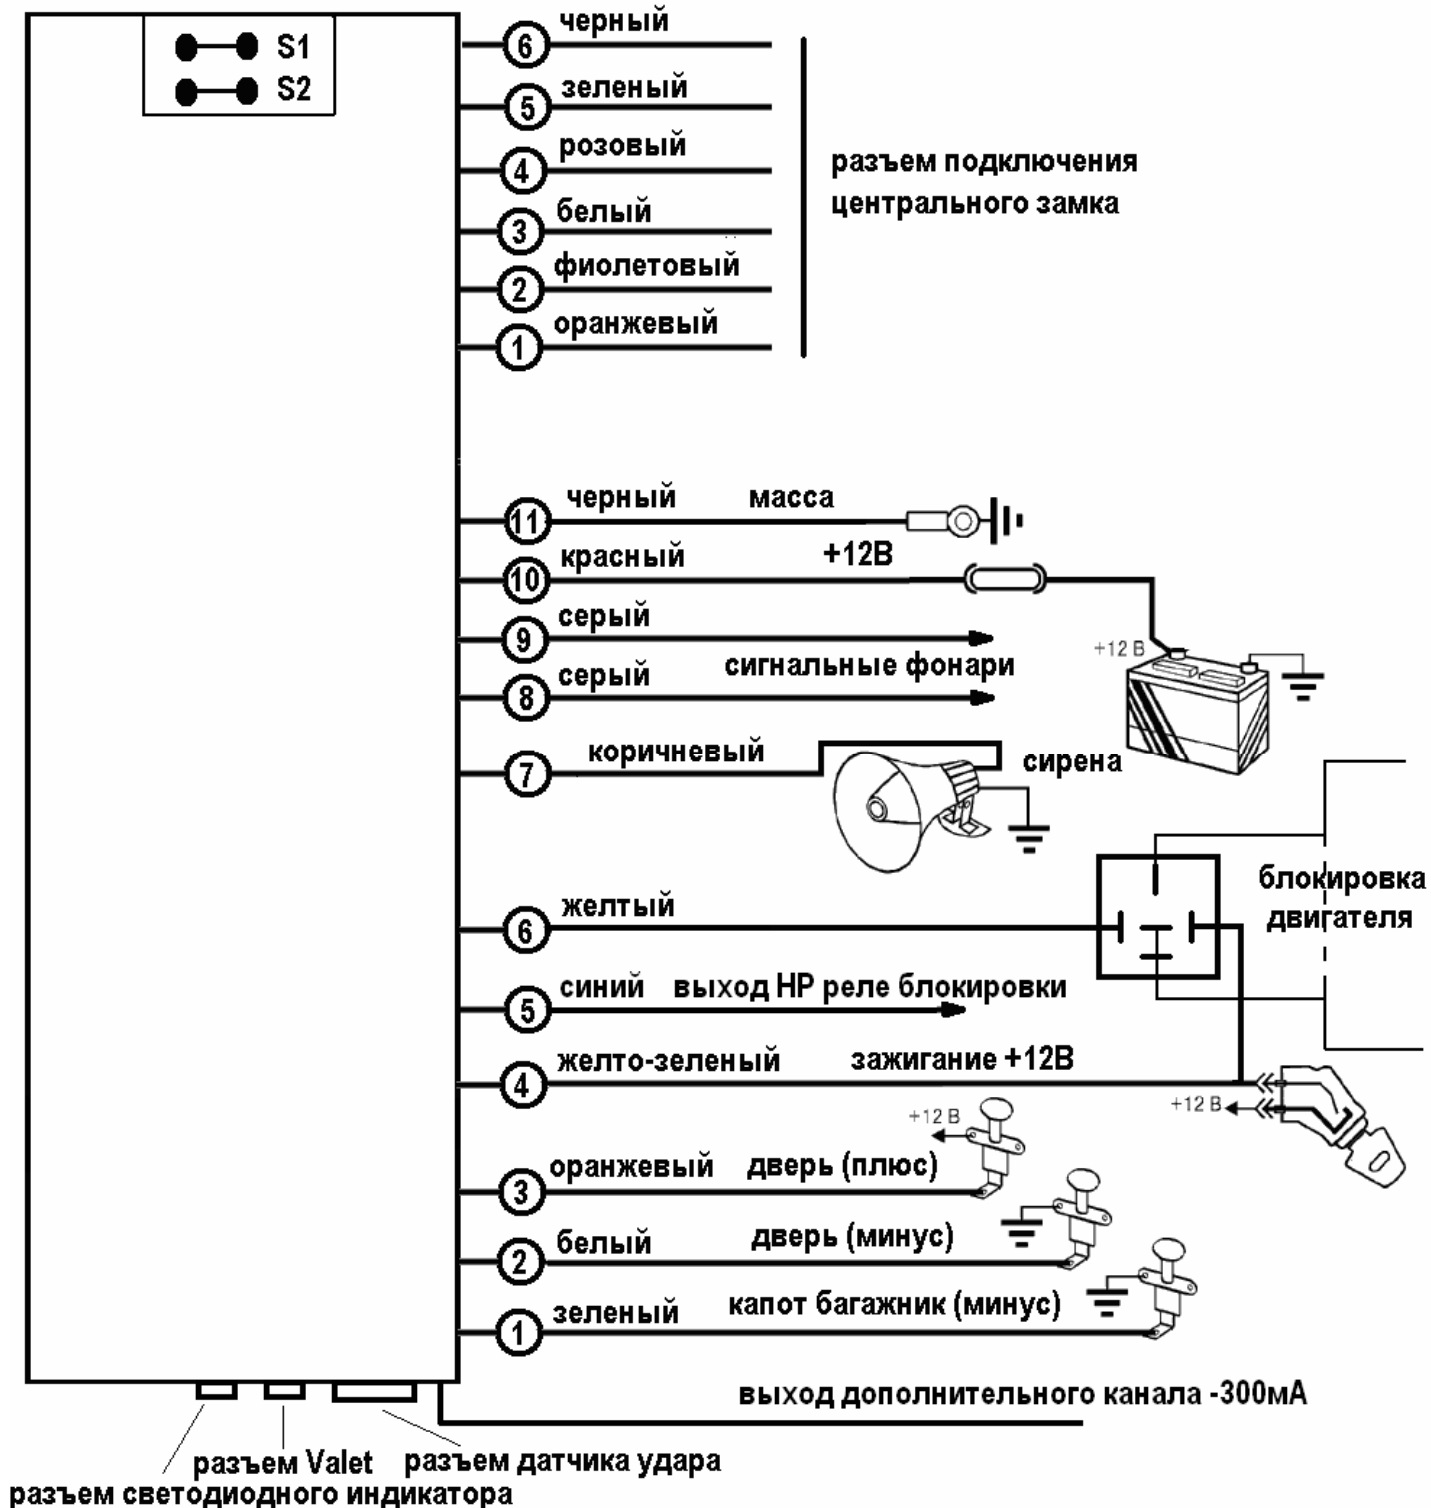 S1
S2
6 черный
5 зеленый
4 розовый
3 белый
2 фиолетовый
1 оранжевый
разъем подключения
центрального замка
11 черный масса
10 красный +12В
9 серый
сигнальные фонари
8 серый
+12 В
7 коричневый сирена
блокировка
двигателя
6 желтый
5 синий выход НР реле блокировки
4 желто-зеленый зажигание +12В
+12 В
+12 В
3 оранжевый дверь (плюс)
2 белый дверь (минус)
1 зеленый капот багажник (минус)
выход дополнительного канала -300мА
разъем Valet
разъем датчика удара
разъем светодиодного индикатора